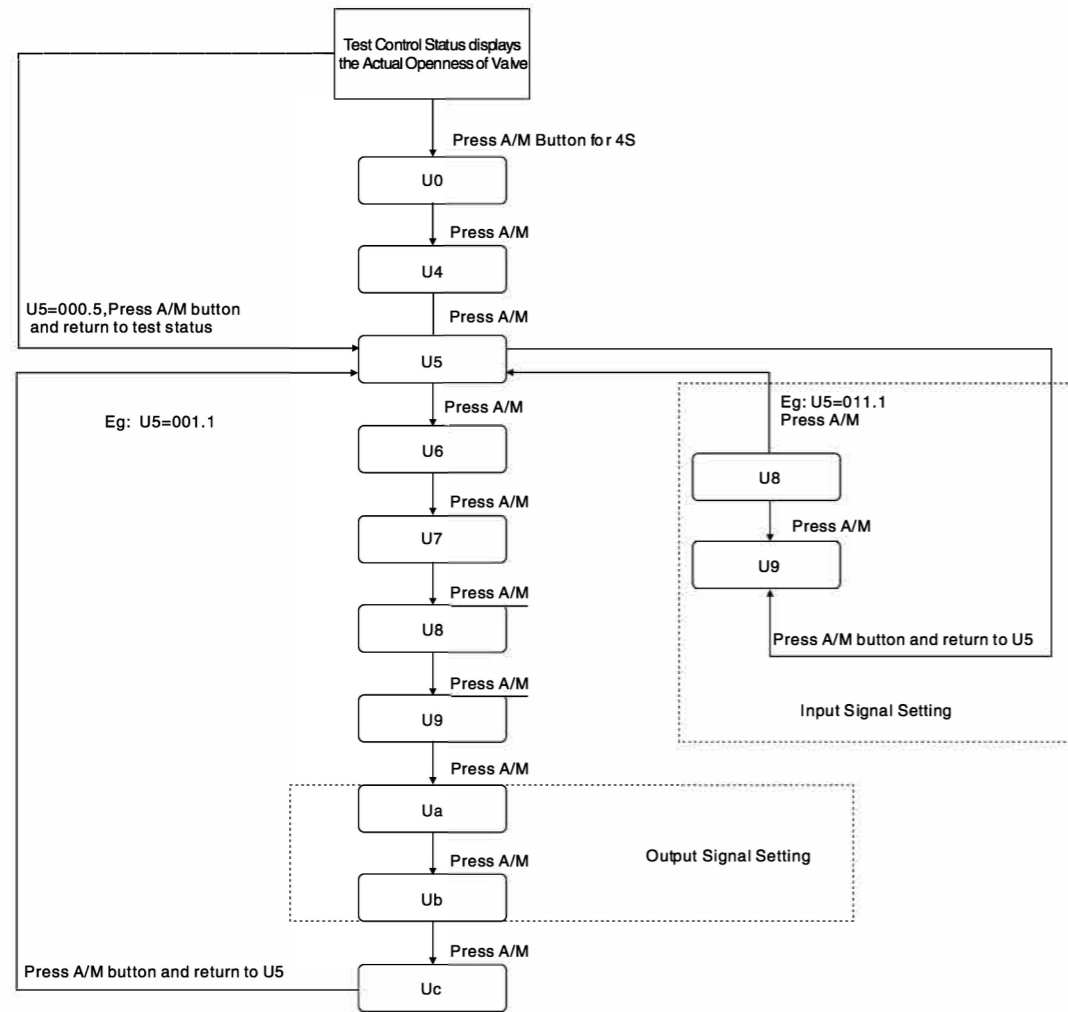 Test Control Status displays
the Actual Openness of Valve
Press A/M Button for 4S
U0
Press A/M
U4
U5=000.5,Press A/M button
and return to test status
Press A/M
U5
Eg: U5=001.1
Press A/M
U6
Press A/M
U7
Press A/M
U8
Press A/M
U9
Press A/M
Ua
Press A/M
Output Signal Setting
Ub
Press A/M
Press A/M button and return to U5
Uc
Eg: U5=011.1
Press A/M
U8
Press A/M
U9
Press A/M button and return to U5
Input Signal Setting